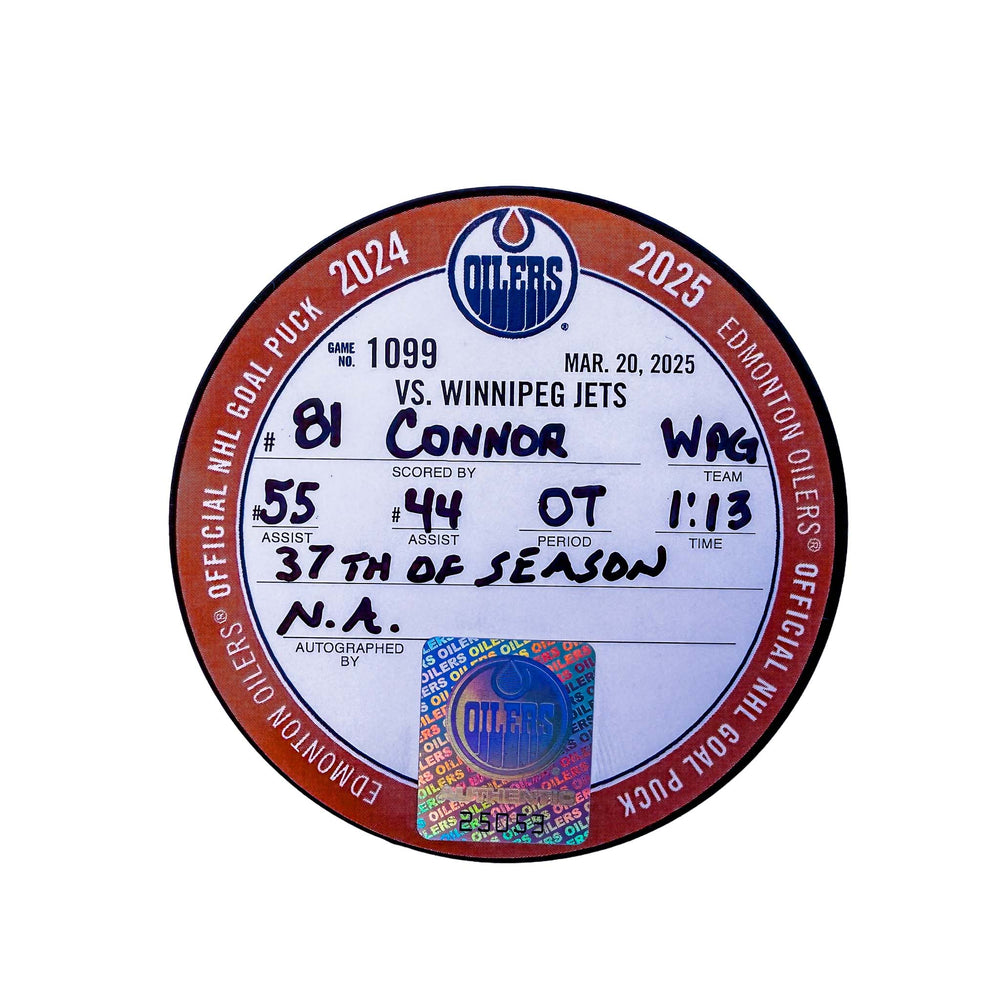 OFFICIAL NHL GOAL PUCK 2024
2025 EDMONTON OILERS® OFFICIAL NHL GOAL PUCK
EDMONTON OILERS®
OILERS®
GAME NO. 1099
MAR. 20, 2025
VS. WINNIPEG JETS
# 81 CONNOR WPG
SCORED BY TEAM
#55 #44 OT 1:13
ASSIST ASSIST PERIOD TIME
37TH OF SEASON
N.A.
AUTOGRAPHED BY
OILERS
AUTHENTIC